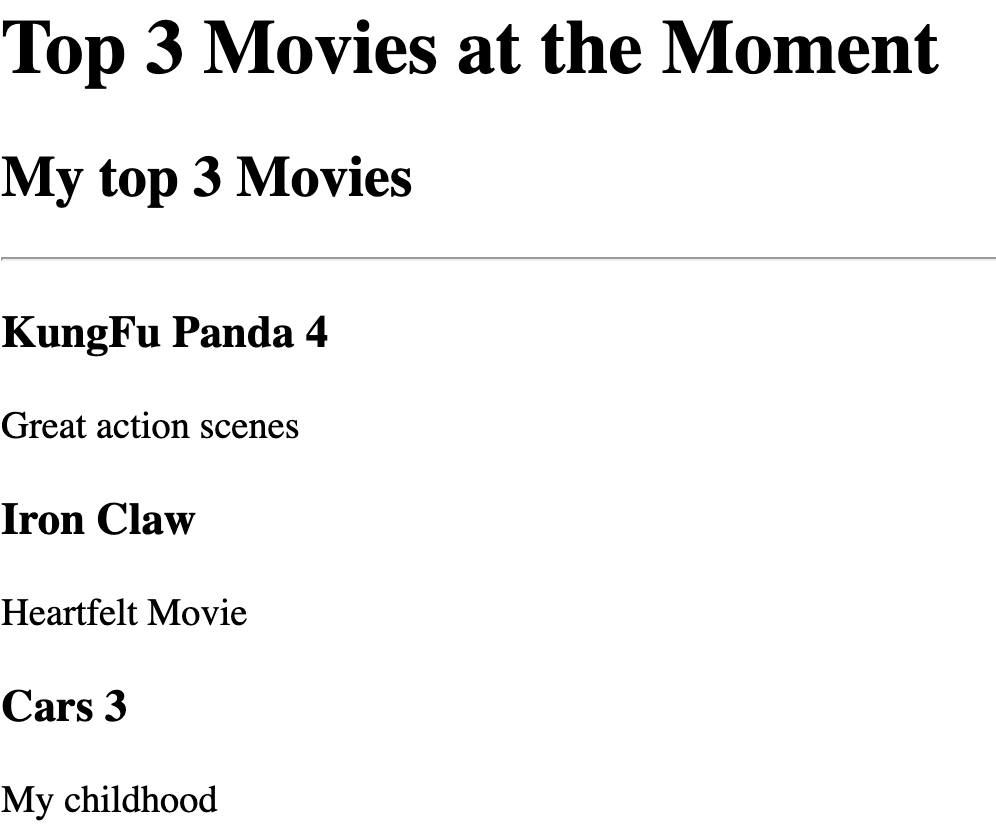 Top 3 Movies at the Moment
My top 3 Movies
KungFu Panda 4
Great action scenes
Iron Claw
Heartfelt Movie
Cars 3
My childhood